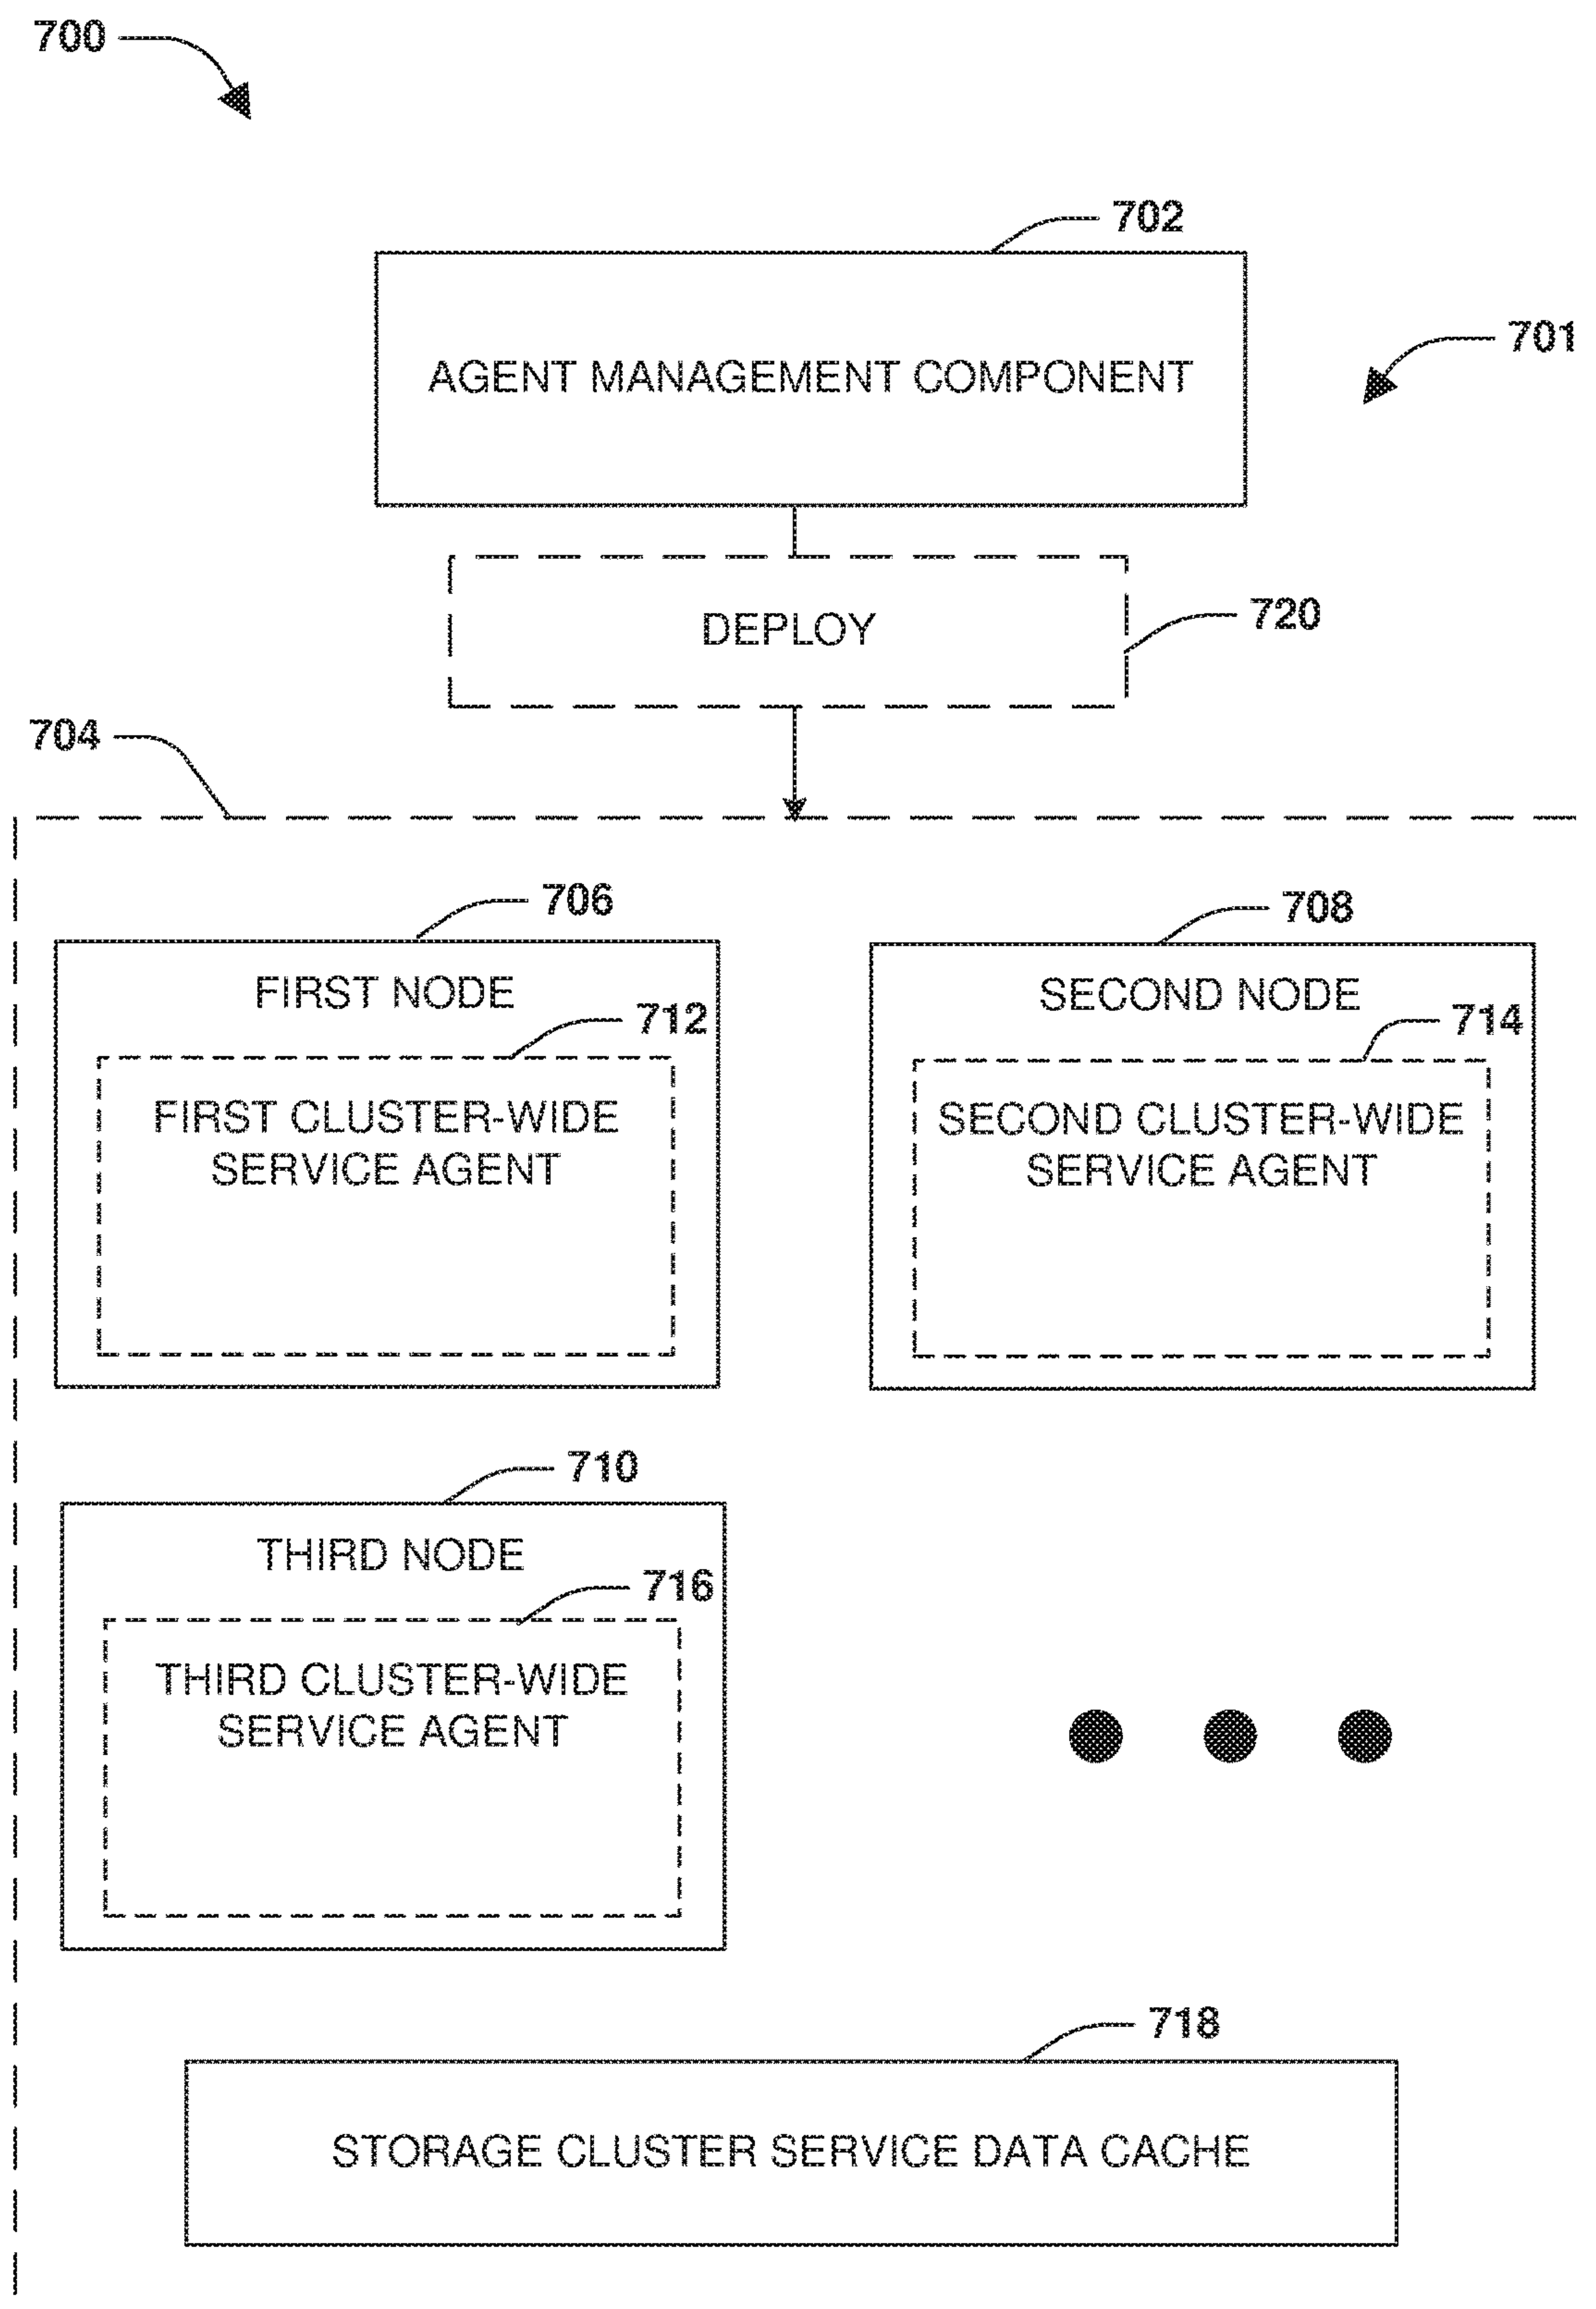 700
702
701
AGENT MANAGEMENT COMPONENT
DEPLOY
720
704
706
708
FIRST NODE
SECOND NODE
712
714
FIRST CLUSTER-WIDE
SERVICE AGENT
SECOND CLUSTER-WIDE
SERVICE AGENT
710
THIRD NODE
716
THIRD CLUSTER-WIDE
SERVICE AGENT
718
STORAGE CLUSTER SERVICE DATA CACHE